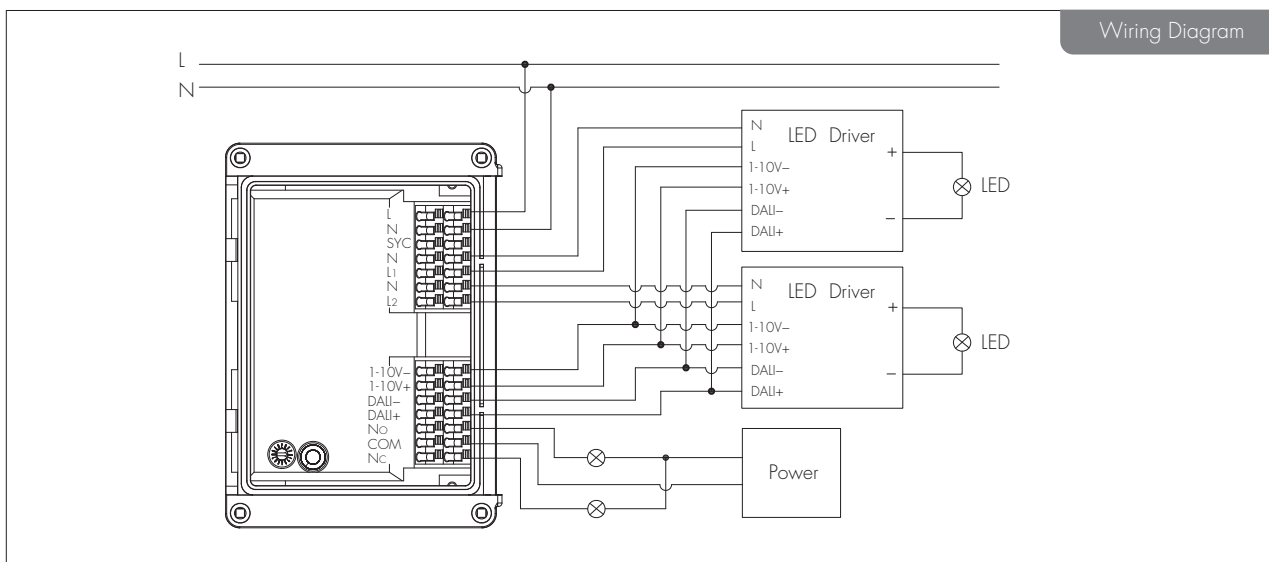 Wiring Diagram
L
N
L
N
SYC
N
L1
N
L2
1-10V–
1-10V+
DALI–
DALI+
NO
COM
NC
N
LED Driver
L
1-10V–
1-10V+
DALI–
DALI+
+
–
LED
N
LED Driver
L
1-10V–
1-10V+
DALI–
DALI+
+
–
LED
Power